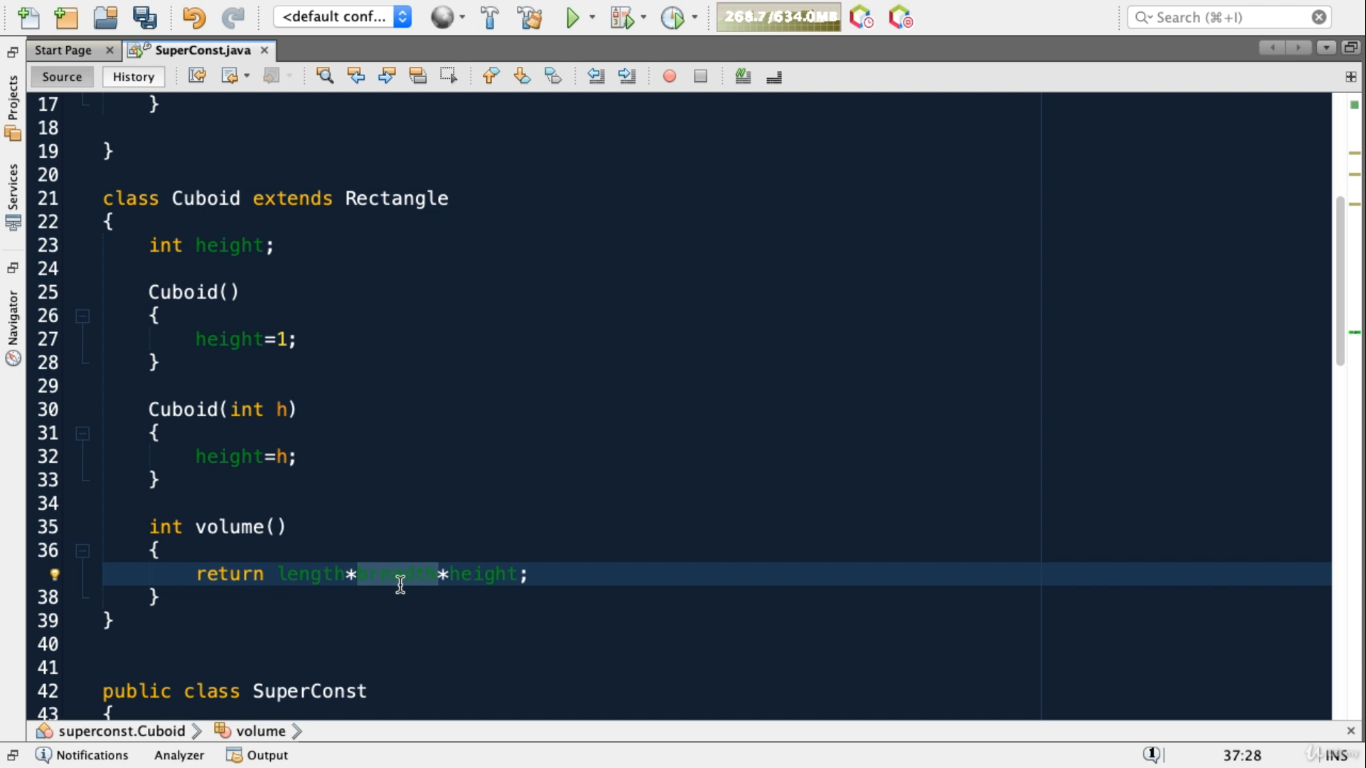 <default conf...
268.7/634.0MB
Search (⌘+I)
Start Page
SuperConst.java
Source
History
Projects
Services
Navigator
17 }
18
19 }
20
21 class Cuboid extends Rectangle
22 {
23 int height;
24
25 Cuboid()
26 {
27 height=1;
28 }
29
30 Cuboid(int h)
31 {
32 height=h;
33 }
34
35 int volume()
36 {
return length*breadth*height;
38 }
39 }
40
41
42 public class SuperConst
43 {
superconst.Cuboid
volume
Notifications
Analyzer
Output
1
37:28
INS